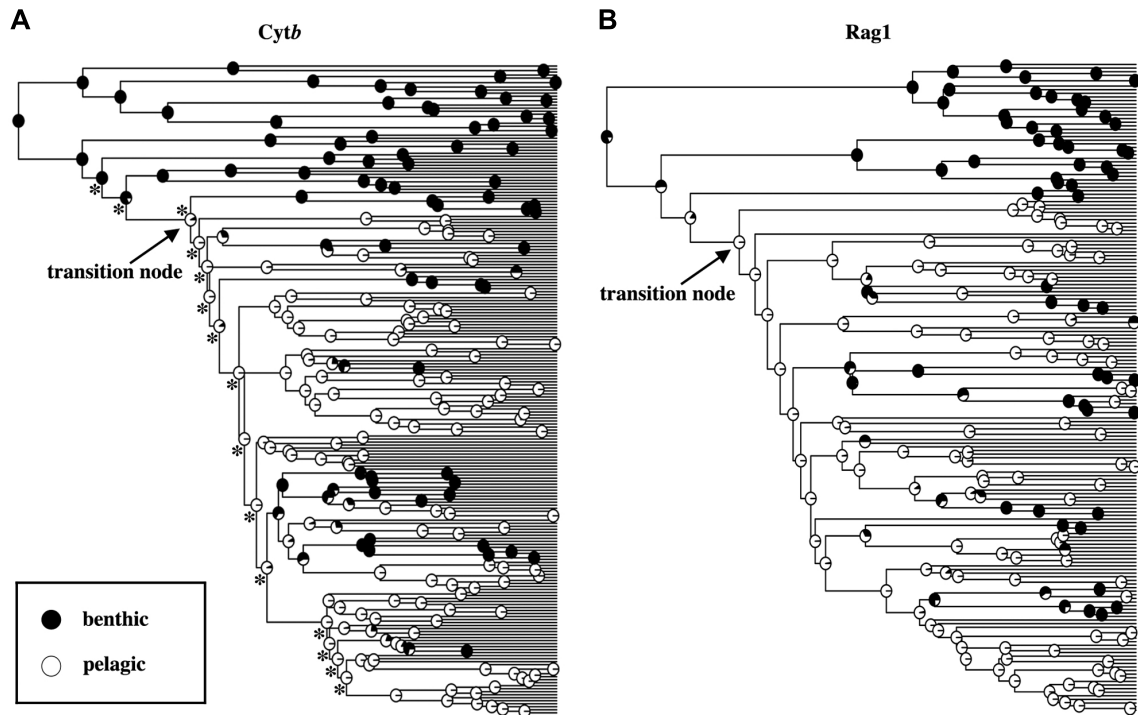 A
Cytb
B
Rag1
*
*
*
transition node
*
*
*
*
*
*
*
transition node
benthic
pelagic
*
*
*
*